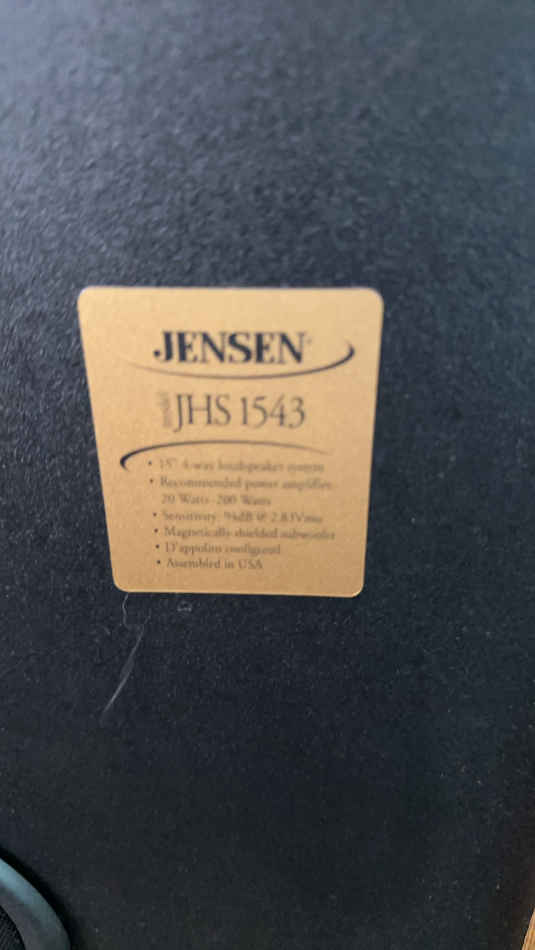 JENSEN
model JHS 1543
• 15" 4-way loudspeaker system
• Recommended power amplifier:
20 Watts-200 Watts
• Sensitivity: 94dB @ 2.83Vrms
• Magnetically shielded subwoofer
• D'appolito configured
• Assembled in USA